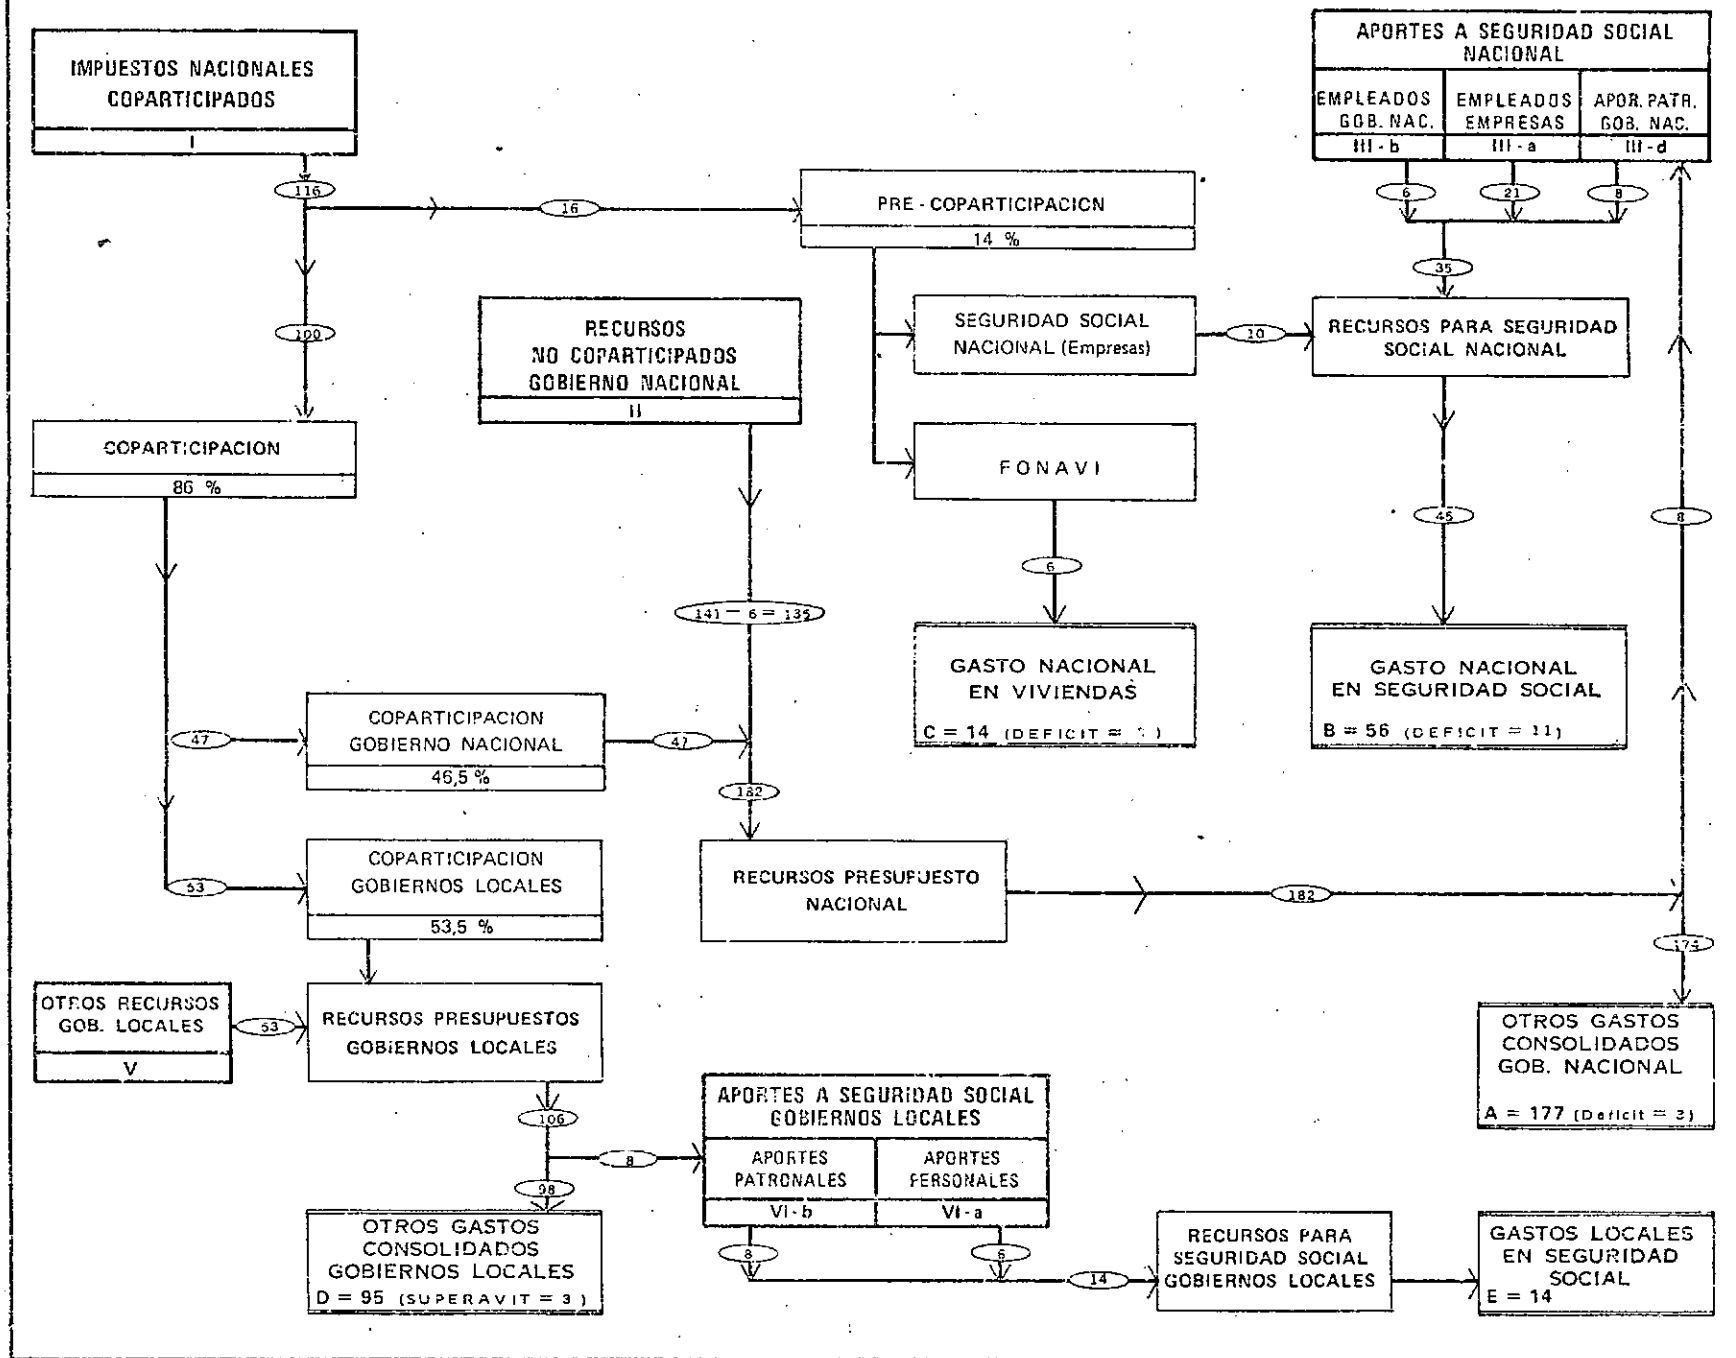 IMPUESTOS NACIONALES
COPARTICIPADOS
I
116
16
100
PRE - COPARTICIPACION
14 %
APORTES A SEGURIDAD SOCIAL
NACIONAL
EMPLEADOS
GOB. NAC.
III - b
EMPLEADOS
EMPRESAS
III - a
APOR. PATR.
GOB. NAC.
III - d
6
21
8
35
RECURSOS
NO COPARTICIPADOS
GOBIERNO NACIONAL
II
SEGURIDAD SOCIAL
NACIONAL (Empresas)
10
RECURSOS PARA SEGURIDAD
SOCIAL NACIONAL
COPARTICIPACION
86 %
FONAVI
6
8
141 - 6 = 135
GASTO NACIONAL
EN VIVIENDAS
C = 14 (DEFICIT = )
GASTO NACIONAL
EN SEGURIDAD SOCIAL
B = 56 (DEFICIT = 11)
47
COPARTICIPACION
GOBIERNO NACIONAL
46,5 %
47
182
53
COPARTICIPACION
GOBIERNOS LOCALES
53,5 %
RECURSOS PRESUPUESTO
NACIONAL
182
174
OTROS RECURSOS
GOB. LOCALES
V
53
RECURSOS PRESUPUESTOS
GOBIERNOS LOCALES
106
8
98
OTROS GASTOS
CONSOLIDADOS
GOB. NACIONAL
A = 177 (Deficit = 3)
APORTES A SEGURIDAD SOCIAL
GOBIERNOS LOCALES
APORTES
PATRONALES
VI - b
APORTES
PERSONALES
VI - a
8
6
14
OTROS GASTOS
CONSOLIDADOS
GOBIERNOS LOCALES
D = 95 (SUPERAVIT = 3)
RECURSOS PARA
SEGURIDAD SOCIAL
GOBIERNOS LOCALES
GASTOS LOCALES
EN SEGURIDAD
SOCIAL
E = 14